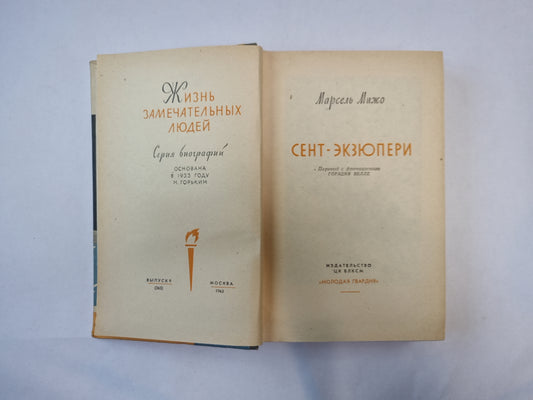 Жизнь
ЗАМЕЧАТЕЛЬНЫХ
ЛЮДЕЙ
Серия биографий
ОСНОВАНА
В 1933 ГОДУ
М. ГОРЬКИМ
ВЫПУСК 9
МОСКВА
1963
Марсель Мижо
СЕНТ-ЭКЗЮПЕРИ
Перевод с французского
ГОРАЦИЯ ВЕЛЛЕ
ИЗДАТЕЛЬСТВО
ЦК ВЛКСМ
«МОЛОДАЯ ГВАРДИЯ»